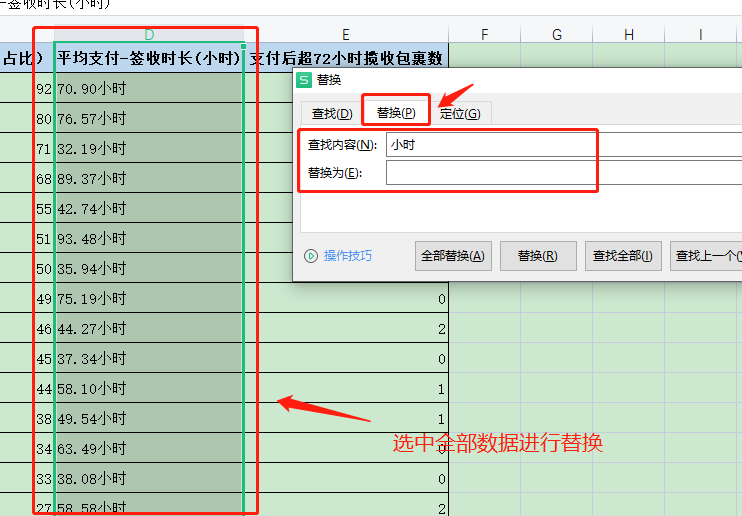 -签收时长(小时)
D E F G H I
占比） 平均支付-签收时长(小时) 支付后超72小时揽收包裹数
92 70.90小时
80 76.57小时
71 32.19小时
68 89.37小时
55 42.74小时
51 93.48小时
50 35.94小时
49 75.19小时 0
46 44.27小时 2
45 37.34小时 0
44 58.10小时 1
38 49.54小时 1
34 63.49小时 0
33 38.08小时 0
27 58.58小时 2
S 替换
查找(D) 替换(P) 定位(G)
查找内容(N): 小时
替换为(E):
操作技巧 全部替换(A) 替换(R) 查找全部(I) 查找上一个(V
选中全部数据进行替换